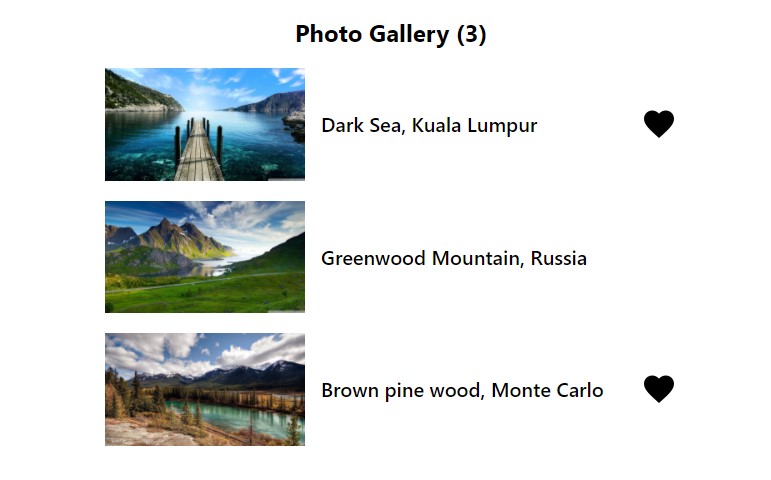 Photo Gallery (3)
Dark Sea, Kuala Lumpur
Greenwood Mountain, Russia
Brown pine wood, Monte Carlo